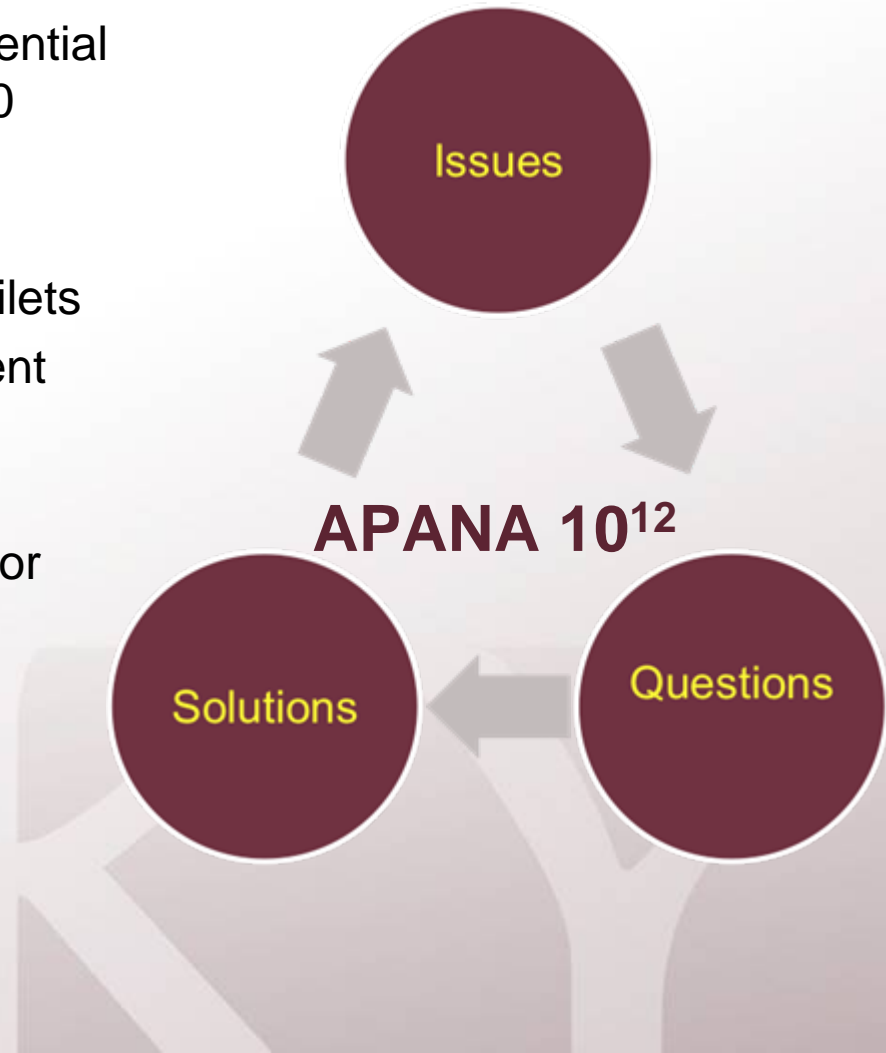 ential
0
ilets
ent
or
Issues
APANA 10¹²
Solutions
Questions
K Y